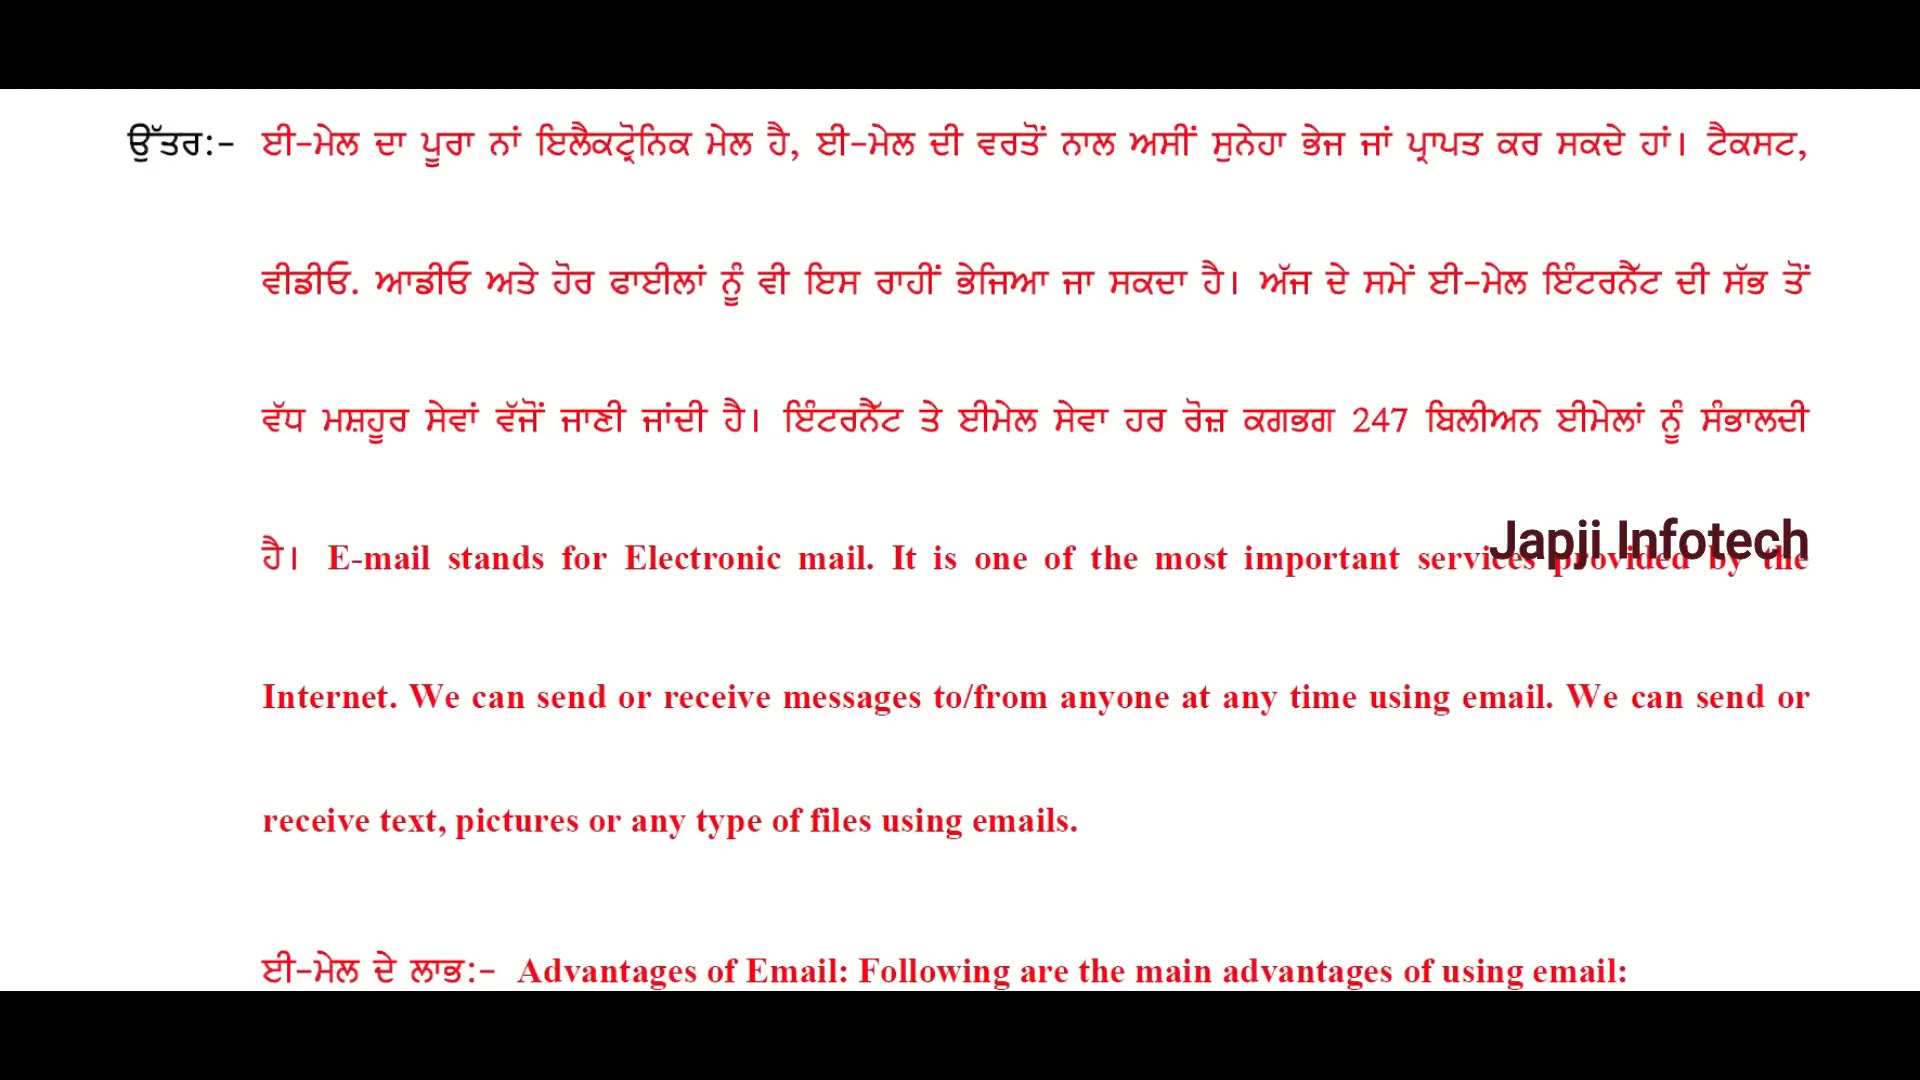 ਉੱਤਰ:- ਈ-ਮੇਲ ਦਾ ਪੂਰਾ ਨਾਂ ਇਲੈਕਟ੍ਰੋਨਿਕ ਮੇਲ ਹੈ, ਈ-ਮੇਲ ਦੀ ਵਰਤੋਂ ਨਾਲ ਅਸੀਂ ਸੁਨੇਹਾ ਭੇਜ ਜਾਂ ਪ੍ਰਾਪਤ ਕਰ ਸਕਦੇ ਹਾਂ। ਟੈਕਸਟ,
ਵੀਡੀਓ. ਆਡੀਓ ਅਤੇ ਹੋਰ ਫਾਈਲਾਂ ਨੂੰ ਵੀ ਇਸ ਰਾਹੀਂ ਭੇਜਿਆ ਜਾ ਸਕਦਾ ਹੈ। ਅੱਜ ਦੇ ਸਮੇਂ ਈ-ਮੇਲ ਇੰਟਰਨੈੱਟ ਦੀ ਸੱਭ ਤੋਂ
ਵੱਧ ਮਸ਼ਹੂਰ ਸੇਵਾਂ ਵੱਜੋਂ ਜਾਣੀ ਜਾਂਦੀ ਹੈ। ਇੰਟਰਨੈੱਟ ਤੇ ਈਮੇਲ ਸੇਵਾ ਹਰ ਰੋਜ਼ ਕਗਭਗ 247 ਬਿਲੀਅਨ ਈਮੇਲਾਂ ਨੂੰ ਸੰਭਾਲਦੀ
ਹੈ। E-mail stands for Electronic mail. It is one of the most important services provided by the
Japji Infotech
Internet. We can send or receive messages to/from anyone at any time using email. We can send or
receive text, pictures or any type of files using emails.
ਈ-ਮੇਲ ਦੇ ਲਾਭ:- Advantages of Email: Following are the main advantages of using email: